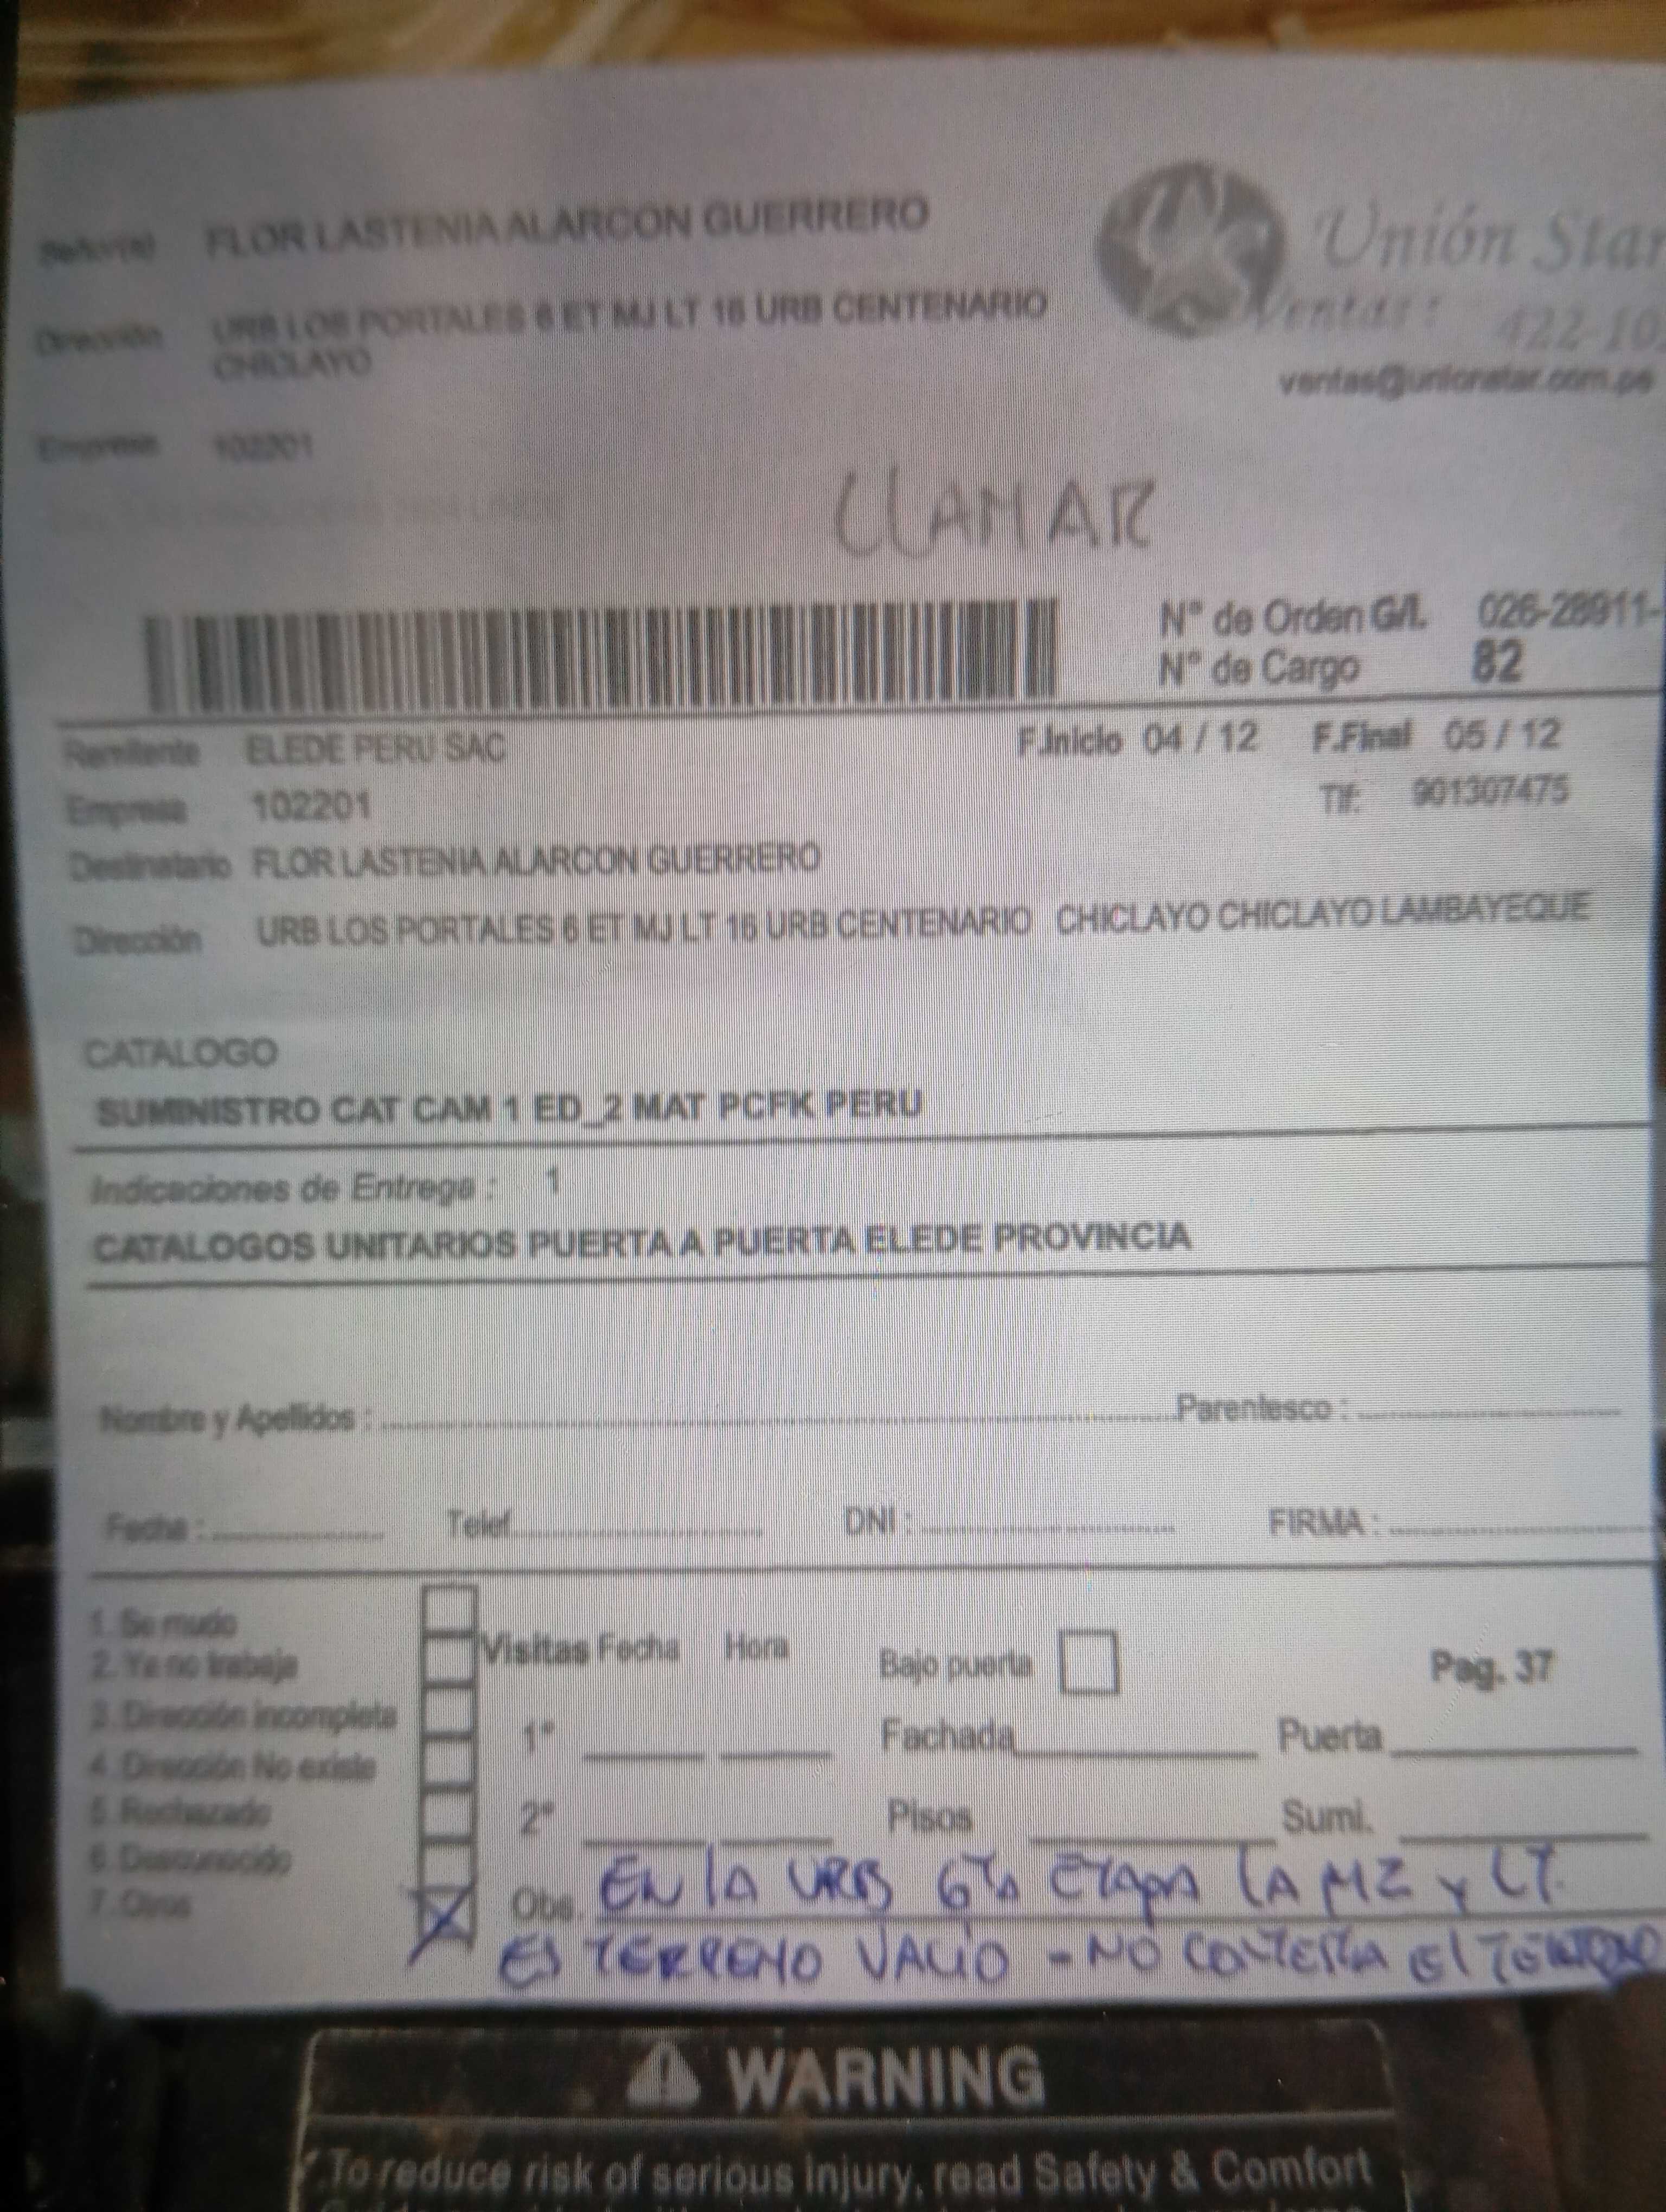 Señor(a) FLOR LASTENIA ALARCON GUERRERO
Unión Star
Dirección URB LOS PORTALES 6 ET MJ LT 16 URB CENTENARIO
CHICLAYO
Ventas: 422-10
ventas@unionstar.com.pe
Empresa 102201
LLAMAR
N° de Orden G/L 026-28911-
N° de Cargo 82
Remitente ELEDE PERU SAC F.Inicio 04 / 12 F.Final 05 / 12
Empresa 102201 Tlf: 901307475
Destinatario FLOR LASTENIA ALARCON GUERRERO
Dirección URB LOS PORTALES 6 ET MJ LT 16 URB CENTENARIO CHICLAYO CHICLAYO LAMBAYEQUE
CATALOGO
SUMINISTRO CAT CAM 1 ED_2 MAT PCFK PERU
Indicaciones de Entrega : 1
CATALOGOS UNITARIOS PUERTA A PUERTA ELEDE PROVINCIA
Nombre y Apellidos : Parentesco :
Fecha : Telef DNI : FIRMA :
1. Se mudo
2. Ya no trabaja
3. Dirección incompleta
4. Dirección No existe
5. Rechazado
6. Desconocido
7. Otros
Visitas Fecha Hora Bajo puerta Pag. 37
1° Fachada Puerta
2° Pisos Sumi.
Obs. EN LA URB 6TA ETAPA LA MZ Y LT.
ES TERRENO VACIO - NO CONTESTA El TELEFONO
WARNING
To reduce risk of serious injury, read Safety & Comfort